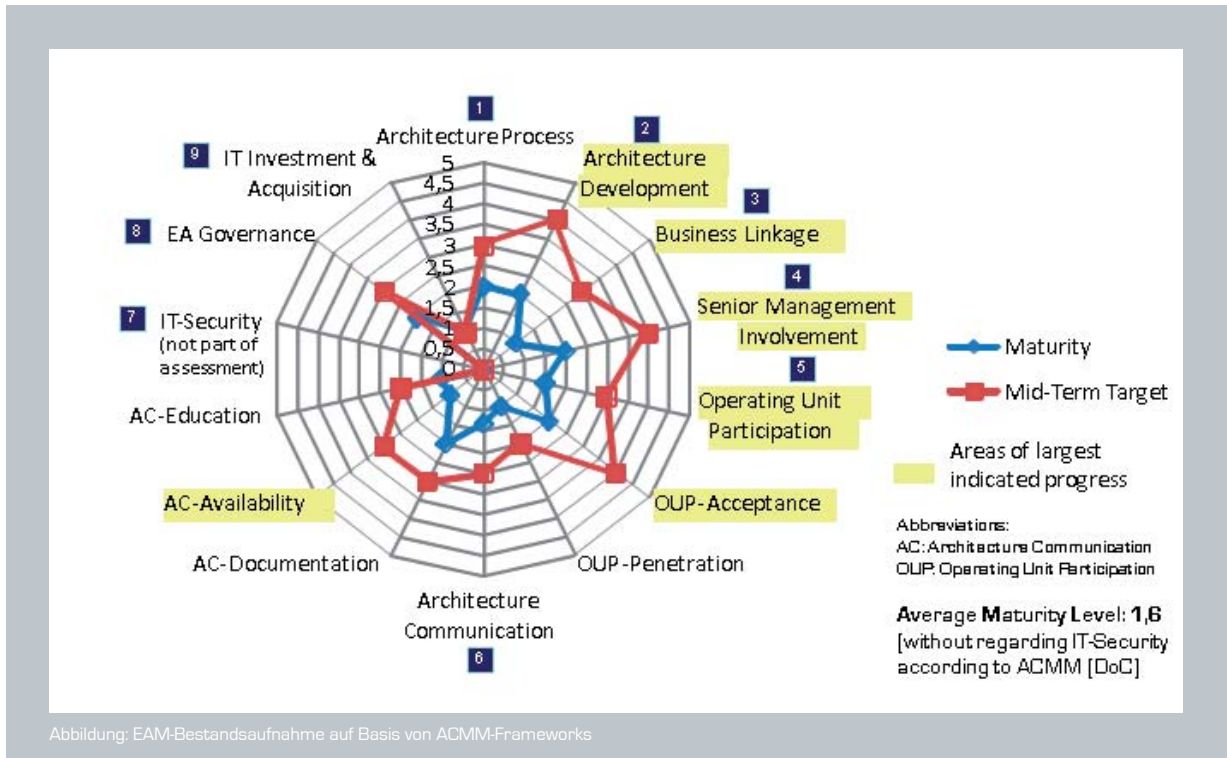 1
Architecture Process
2
Architecture
Development
3
Business Linkage
4
Senior Management
Involvement
5
Operating Unit
Participation
OUP-Acceptance
OUP-Penetration
Architecture
Communication
6
AC-Documentation
AC-Availability
AC-Education
7
IT-Security
(not part of
assessment)
8
EA Governance
9
IT Investment &
Acquisition
5
4,5
4
3,5
3
2,5
2
1,5
1
0,5
0
Maturity
Mid-Term Target
Areas of largest
indicated progress
Abbreviations:
AC: Architecture Communication
OUP: Operating Unit Participation
Average Maturity Level: 1,6
[without regarding IT-Security
according to ACMM [DoC]
Abbildung: EAM-Bestandsaufnahme auf Basis von ACMM-Frameworks